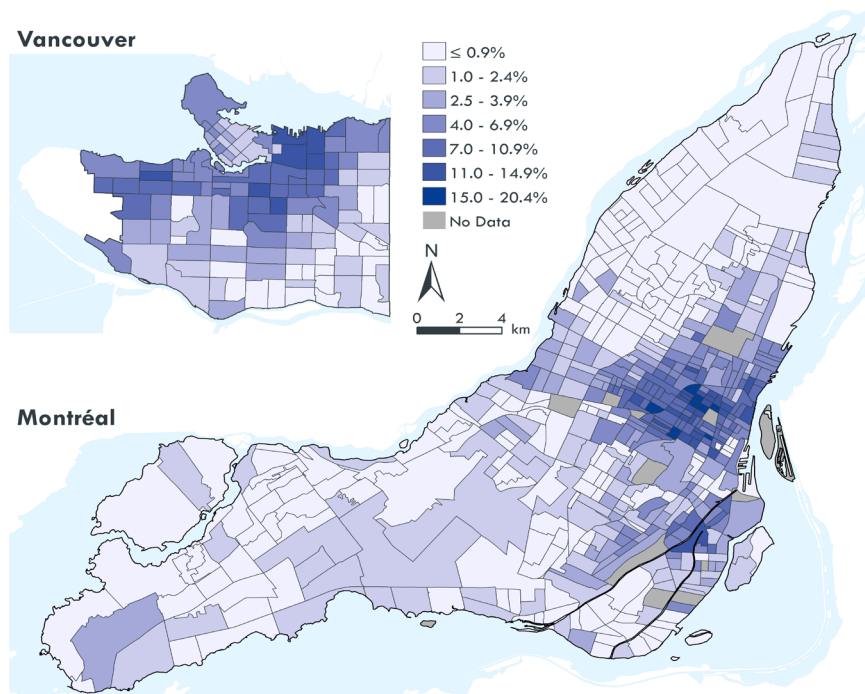 Vancouver
≤ 0.9%
1.0 - 2.4%
2.5 - 3.9%
4.0 - 6.9%
7.0 - 10.9%
11.0 - 14.9%
15.0 - 20.4%
No Data
N
0 2 4
km
Montréal